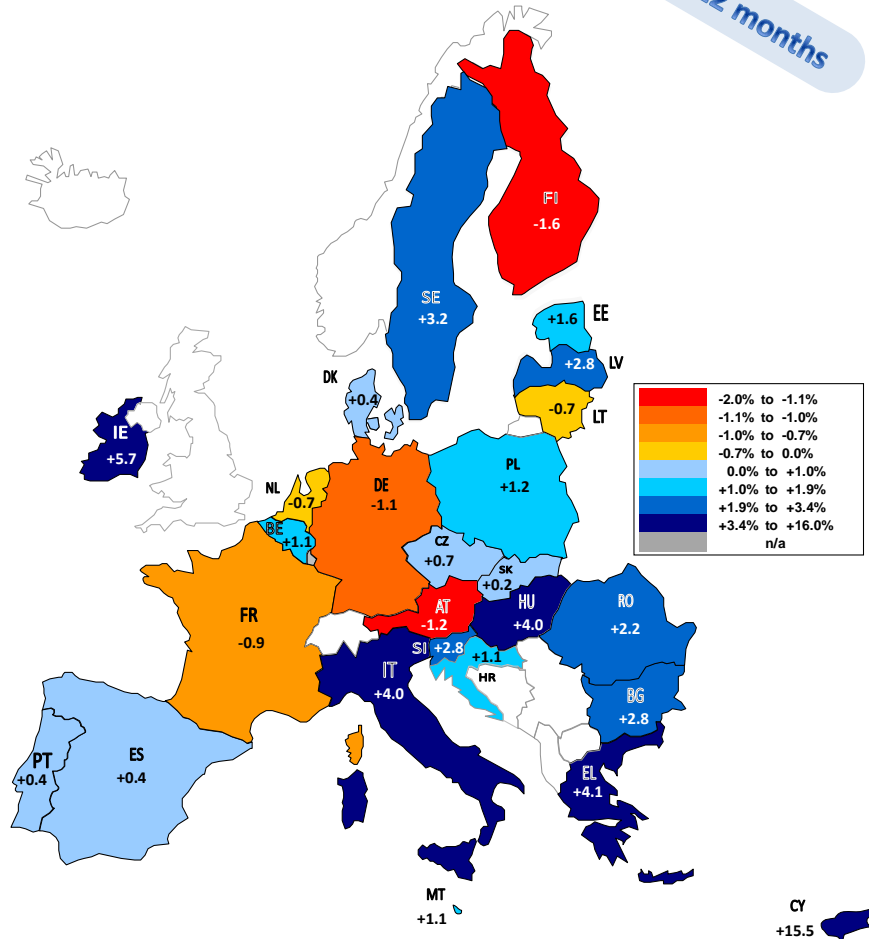 months
FI
-1.6
SE
+3.2
EE
+1.6
LV
+2.8
DK
+0.4
-0.7
LT
-2.0% to -1.1%
-1.1% to -1.0%
-1.0% to -0.7%
-0.7% to 0.0%
0.0% to +1.0%
+1.0% to +1.9%
+1.9% to +3.4%
+3.4% to +16.0%
n/a
IE
+5.7
NL
-0.7
DE
-1.1
PL
+1.2
BE
+1.1
CZ
+0.7
SK
+0.2
FR
-0.9
AT
-1.2
HU
+4.0
RO
+2.2
SI
+2.8
+1.1
HR
IT
+4.0
BG
+2.8
PT
+0.4
ES
+0.4
EL
+4.1
MT
+1.1
CY
+15.5